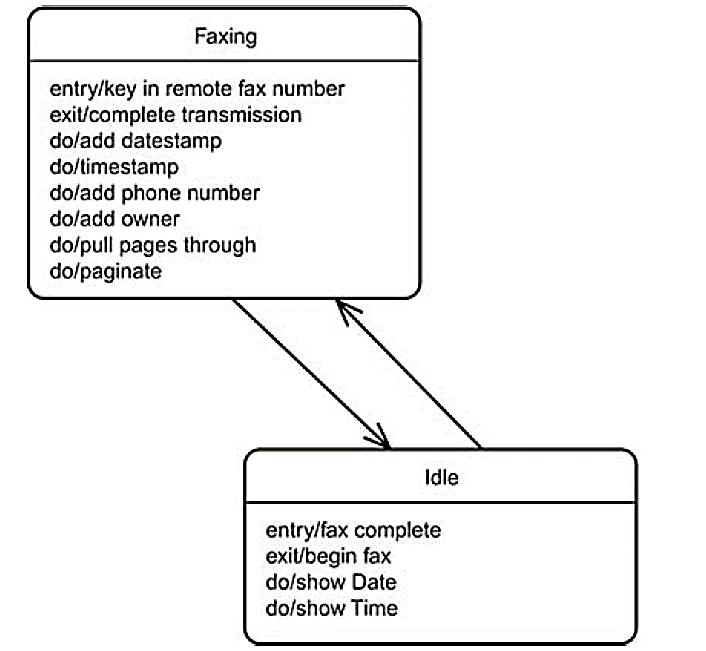 Faxing
entry/key in remote fax number
exit/complete transmission
do/add datestamp
do/timestamp
do/add phone number
do/add owner
do/pull pages through
do/paginate
Idle
entry/fax complete
exit/begin fax
do/show Date
do/show Time